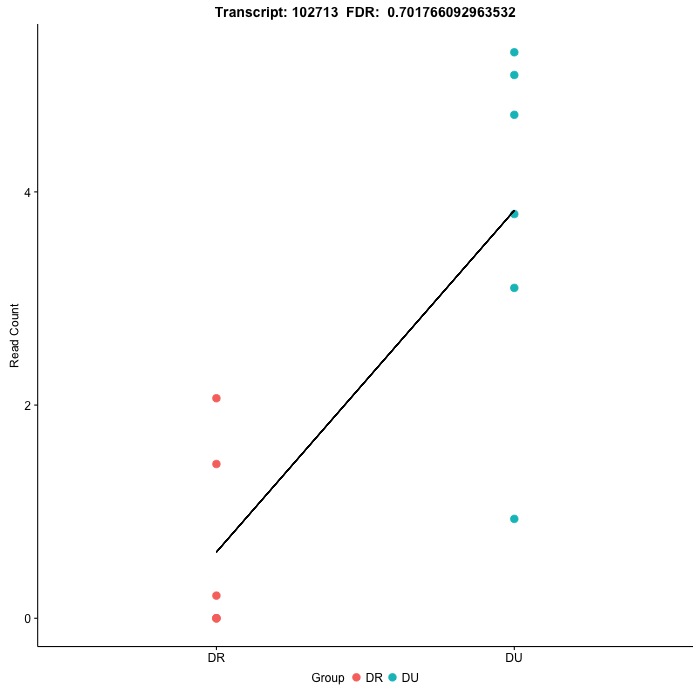 Transcript: 102713  FDR:  0.701766092963532
Read Count
4
2
0
DR DU
Group DR DU